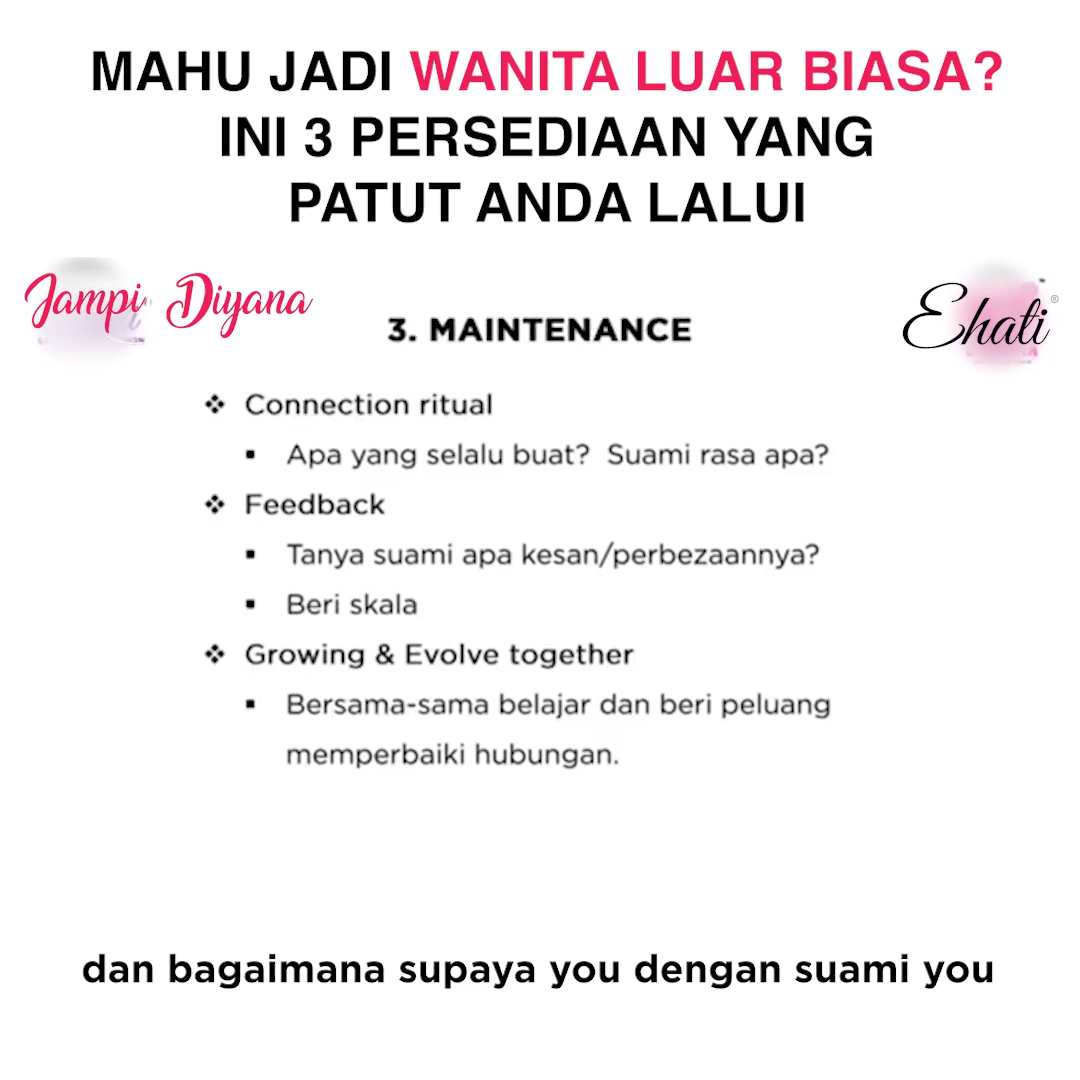 MAHU JADI WANITA LUAR BIASA?
INI 3 PERSEDIAAN YANG
PATUT ANDA LALUI
Jampi Diyana
Ehati®
3. MAINTENANCE
❖ Connection ritual
▪ Apa yang selalu buat? Suami rasa apa?
❖ Feedback
▪ Tanya suami apa kesan/perbezaannya?
▪ Beri skala
❖ Growing & Evolve together
▪ Bersama-sama belajar dan beri peluang
memperbaiki hubungan.
dan bagaimana supaya you dengan suami you